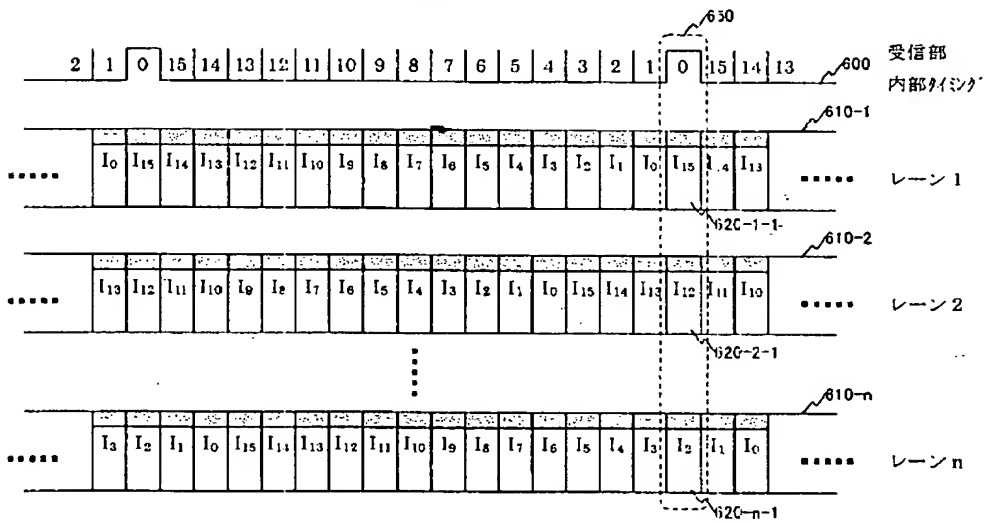 650
2 1 0 15 14 13 12 11 10 9 8 7 6 5 4 3 2 1 0 15 14 13
600
受信部
内部タイミング
610-1
I₀ I₁₅ I₁₄ I₁₃ I₁₂ I₁₁ I₁₀ I₉ I₈ I₇ I₆ I₅ I₄ I₃ I₂ I₁ I₀ I₁₅ I₁₄ I₁₃
レーン 1
620-1-1
610-2
I₁₃ I₁₂ I₁₁ I₁₀ I₉ I₈ I₇ I₆ I₅ I₄ I₃ I₂ I₁ I₀ I₁₅ I₁₄ I₁₃ I₁₂ I₁₁ I₁₀
レーン 2
620-2-1
610-n
I₃ I₂ I₁ I₀ I₁₅ I₁₄ I₁₃ I₁₂ I₁₁ I₁₀ I₉ I₈ I₇ I₆ I₅ I₄ I₃ I₂ I₁ I₀
レーン n
620-n-1